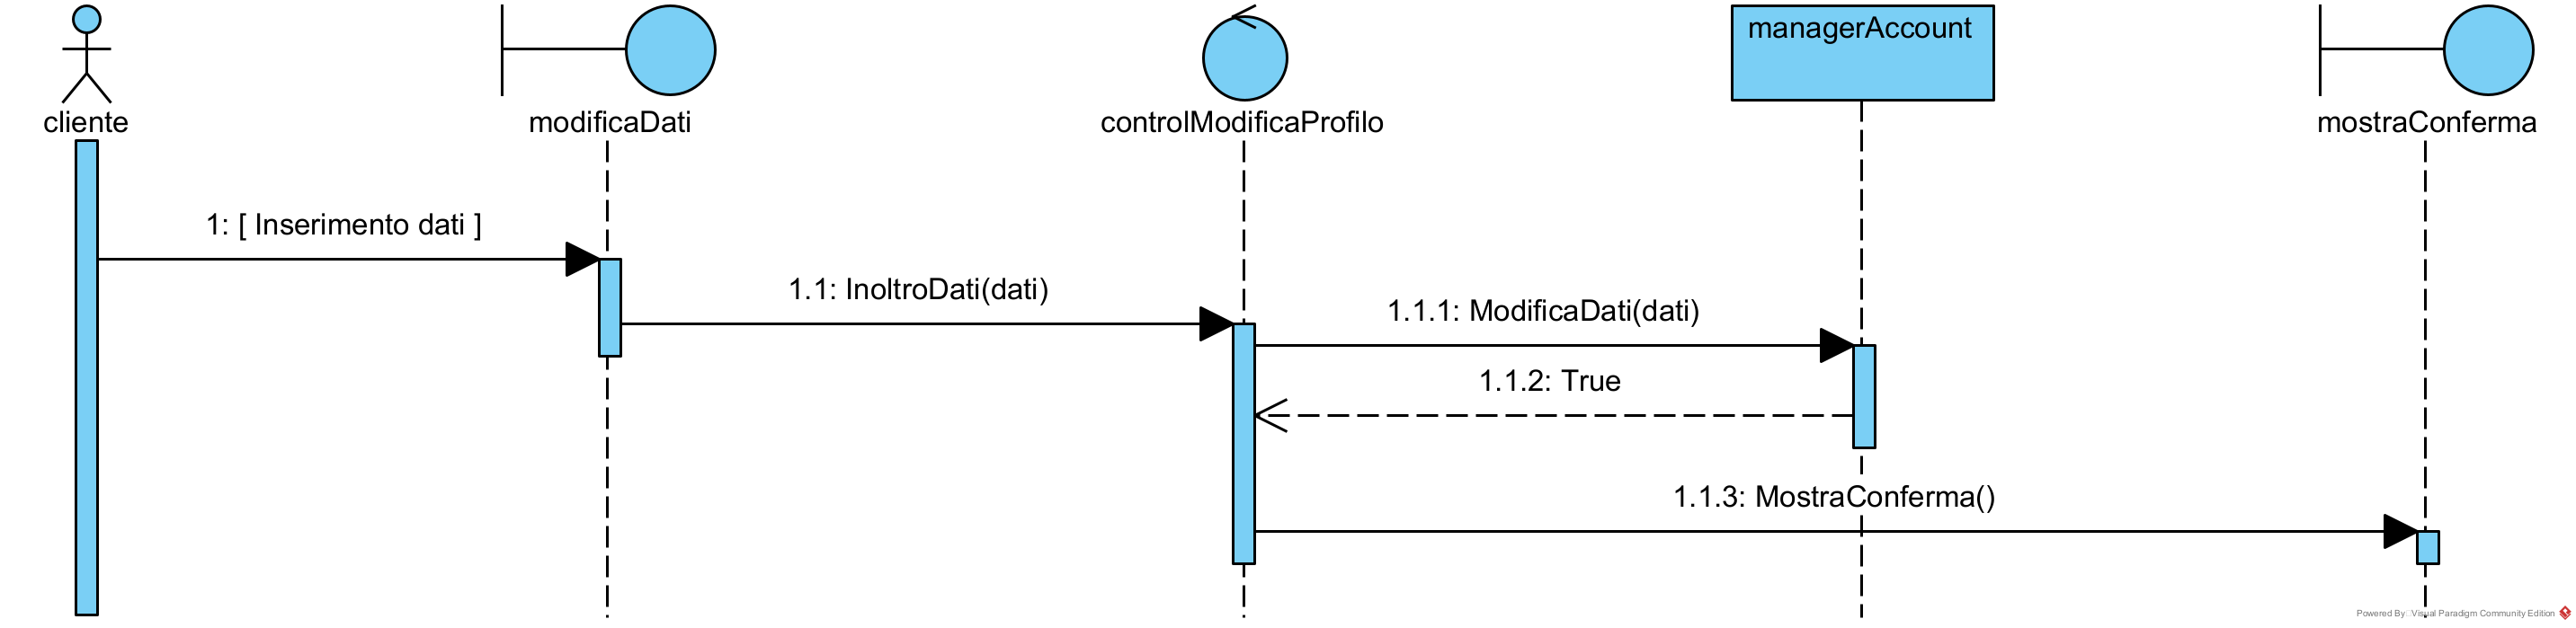 cliente
modificaDati
controlModificaProfilo
managerAccount
mostraConferma
1: [ Inserimento dati ]
1.1: InoltroDati(dati)
1.1.1: ModificaDati(dati)
1.1.2: True
1.1.3: MostraConferma()
Powered By Visual Paradigm Community Edition